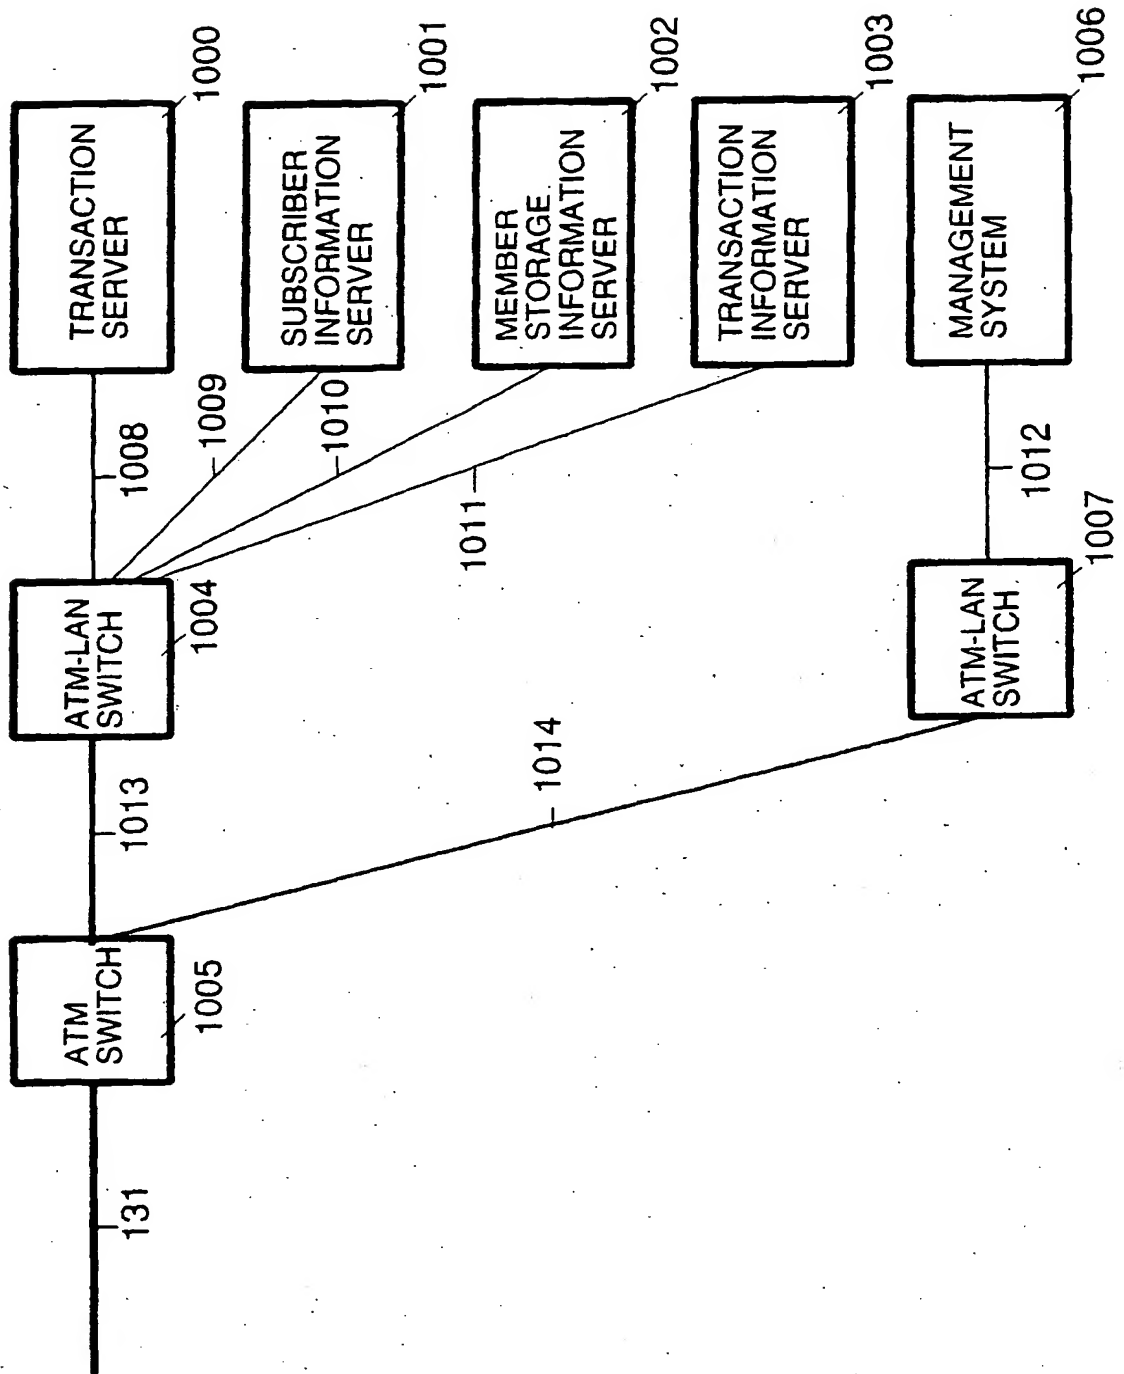 TRANSACTION
SERVER
1000
SUBSCRIBER
INFORMATION
SERVER
1001
MEMBER
STORAGE
INFORMATION
SERVER
1002
TRANSACTION
INFORMATION
SERVER
1003
MANAGEMENT
SYSTEM
1006
1008
1009
1010
1011
1012
ATM-LAN
SWITCH
1004
ATM-LAN
SWITCH
1007
1013
1014
ATM
SWITCH
1005
131